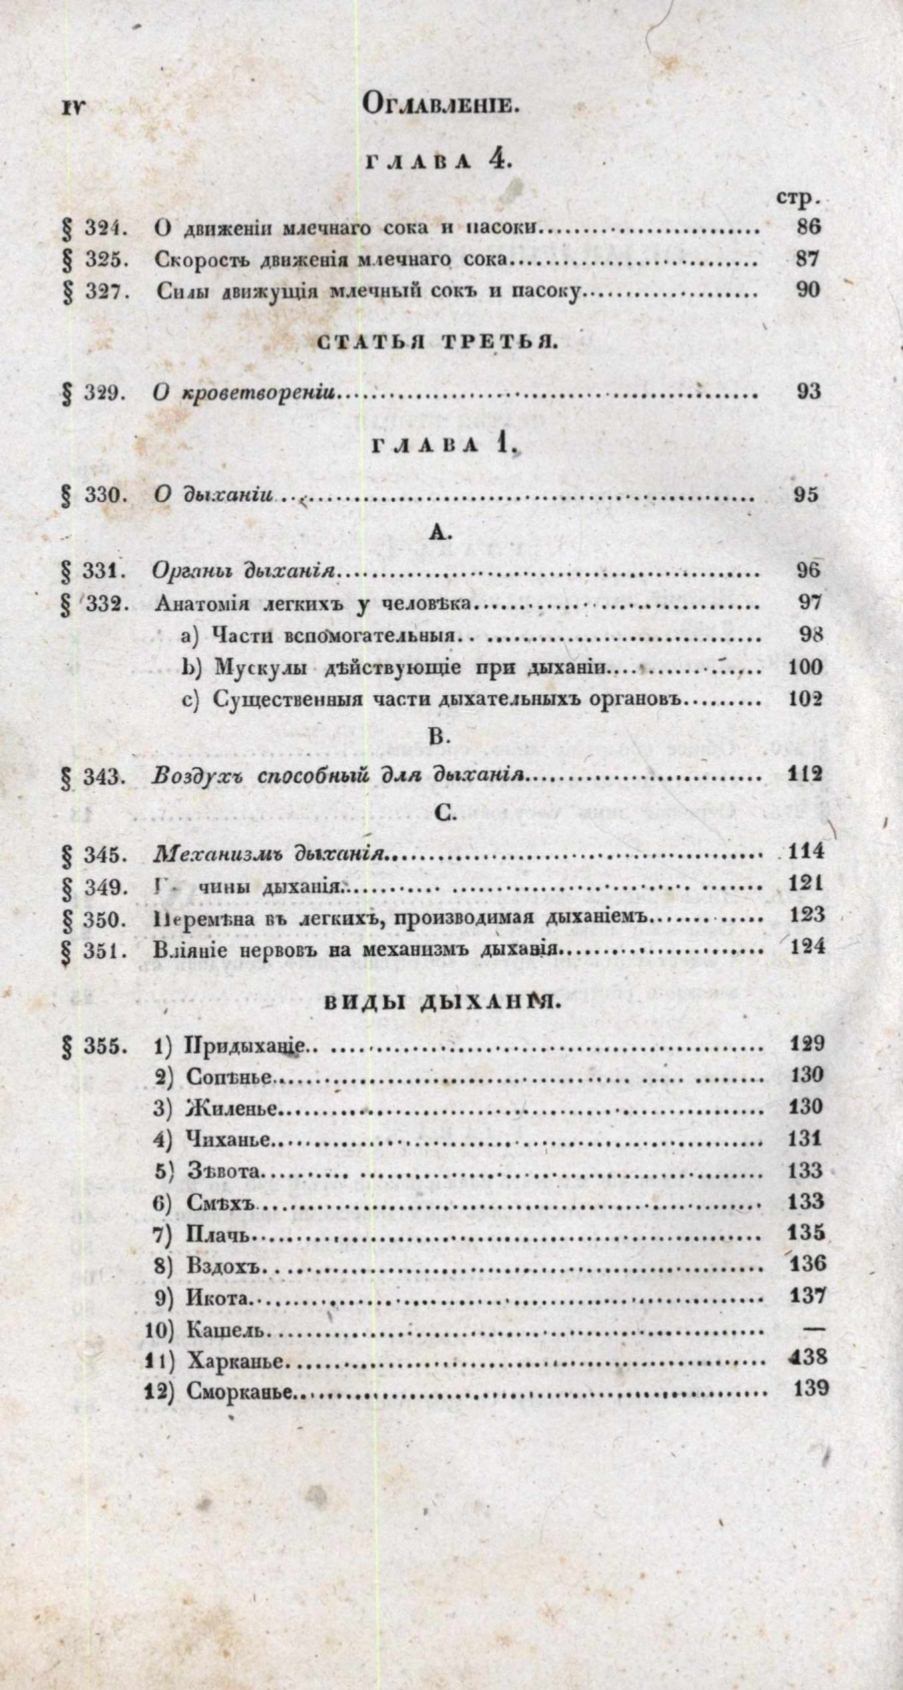 IV Оглавленіе.
ГЛАВА 4.
стр.
§ 324. О движеніи млечнаго сока и пасоки.......................... 86
§ 325. Скорость движенія млечнаго сока............................. 87
§ 327. Силы движущія млечный сокъ и пасоку.................... 90
СТАТЬЯ ТРЕТЬЯ.
§ 329. О кроветвореніи............................................. 93
ГЛАВА 1.
§ 330. О дыханіи................................................... 95
A.
§ 331. Органы дыханія............................................. 96
§ 332. Анатомія легкихъ у человѣка................................ 97
a) Части вспомогательныя.. .............................. 98
b) Мускулы дѣйствующіе при дыханіи................. 100
c) Существенныя части дыхательныхъ органовъ......... 102
B.
§ 343. Воздухъ способный для дыханія............................ 112
C.
§ 345. Механизмъ дыханія.......................................... 114
§ 349. чины дыханія............ .......................... ....... 121
§ 350. Перемѣна въ легкихъ, производимая дыханіемъ............. 123
§ 351. Вліяніе нервовъ на механизмъ дыханія....................... 124
ВИДЫ ДЫХАНІЯ.
§ 355. 1) Придыханіе.. ............................................. 129
2) Сопѣнье........................................ ..... ........ 130
3) Жиленье.................................................... 130
4) Чиханье.................................................... 131
5) Зѣвота.......... .......................................... 133
6) Смѣхъ...................................................... 133
7) Плачь...................................................... 135
8) Вздохъ..................................................... 136
9) Икота...................................................... 137
10) Кашель.................................................... —
11) Харканье.................................................. 138
12) Сморканье................................................. 139